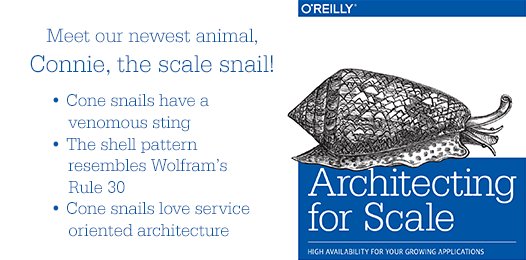 Meet our newest animal,
Connie, the scale snail!
• Cone snails have a
venomous sting
• The shell pattern
resembles Wolfram's
Rule 30
• Cone snails love service
oriented architecture
O'REILLY®
Architecting
for Scale
HIGH AVAILABILITY FOR YOUR GROWING APPLICATIONS